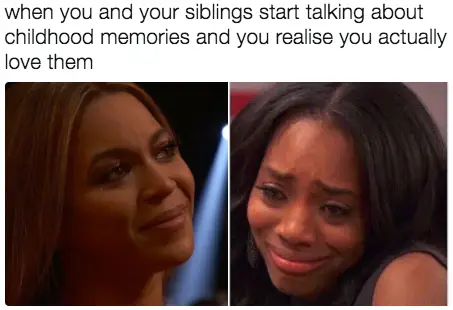 when you and your siblings start talking about
childhood memories and you realise you actually
love them